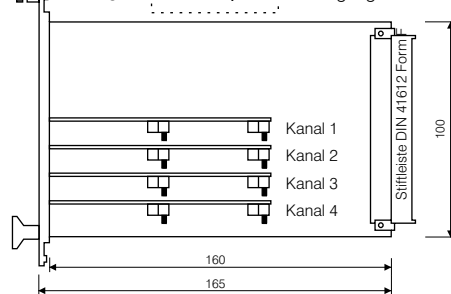 Kanal 1
Kanal 2
Kanal 3
Kanal 4
Stiftleiste DIN 41612 Form
100
160
165